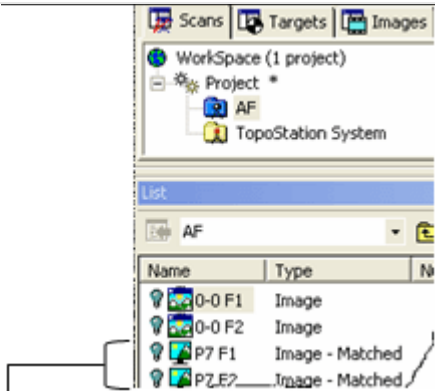 Scans Targets Images
WorkSpace (1 project)
Project *
AF
TopoStation System
List
AF
Name Type
0-0 F1 Image
0-0 F2 Image
P7 F1 Image - Matched
P7 F2 Image - Matched